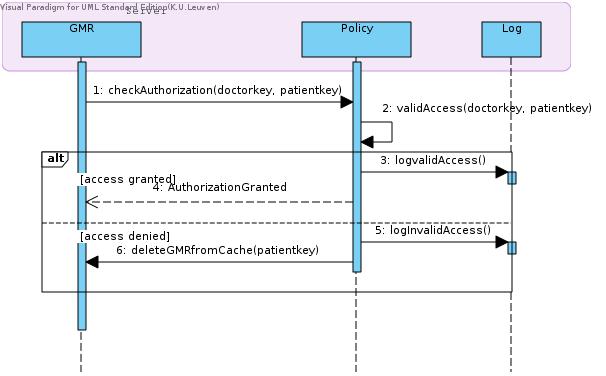 Visual Paradigm for UML Standard Edition(K.U.Leuven)
server
GMR
Policy
Log
1: checkAuthorization(doctorkey, patientkey)
2: validAccess(doctorkey, patientkey)
alt
3: logvalidAccess()
[access granted]
4: AuthorizationGranted
5: logInvalidAccess()
[access denied]
6: deleteGMRfromCache(patientkey)